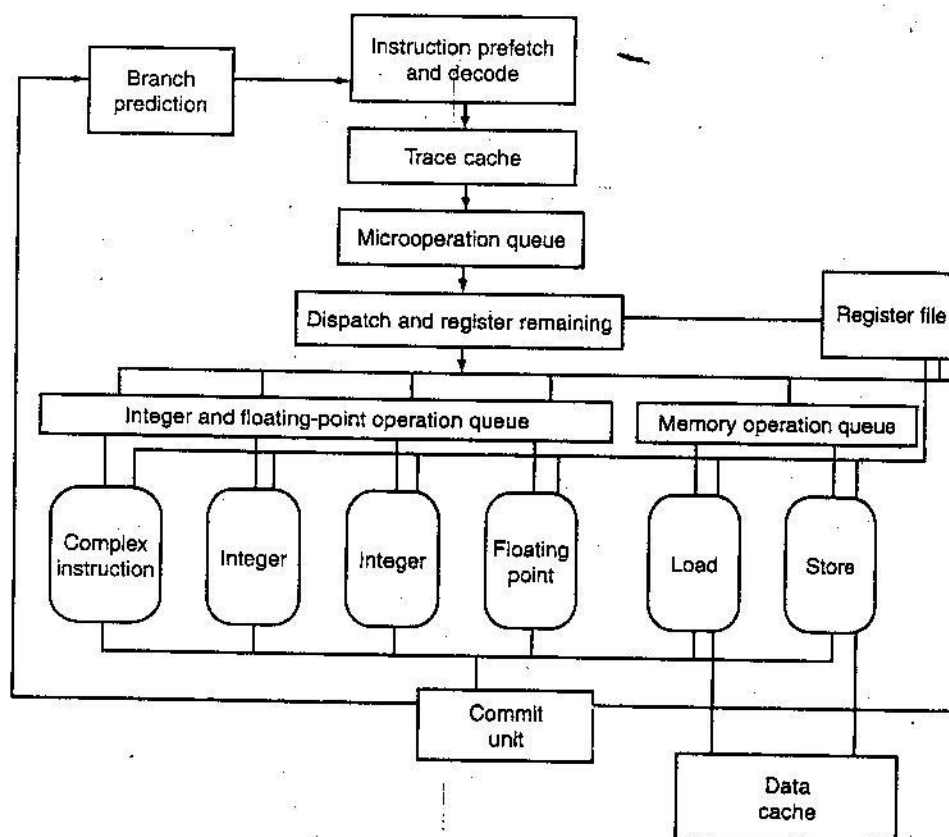 Instruction prefetch
and decode
Branch
prediction
Trace cache
Microoperation queue
Dispatch and register remaining
Register file
Integer and floating-point operation queue
Memory operation queue
Complex
instruction
Integer
Integer
Floating
point
Load
Store
Commit
unit
Data
cache